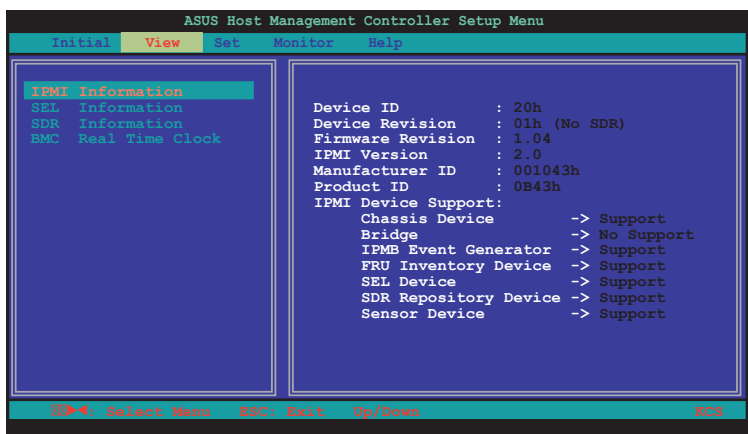 ASUS Host Management Controller Setup Menu
Initial View Set Monitor Help
IPMI Information
SEL Information
SDR Information
BMC Real Time Clock
Device ID : 20h
Device Revision : 01h (No SDR)
Firmware Revision : 1.04
IPMI Version : 2.0
Manufacturer ID : 001043h
Product ID : 0B43h
IPMI Device Support:
Chassis Device -> Support
Bridge -> No Support
IPMB Event Generator -> Support
FRU Inventory Device -> Support
SEL Device -> Support
SDR Repository Device -> Support
Sensor Device -> Support
: Select Menu ESC: Exit Up/Down KCS